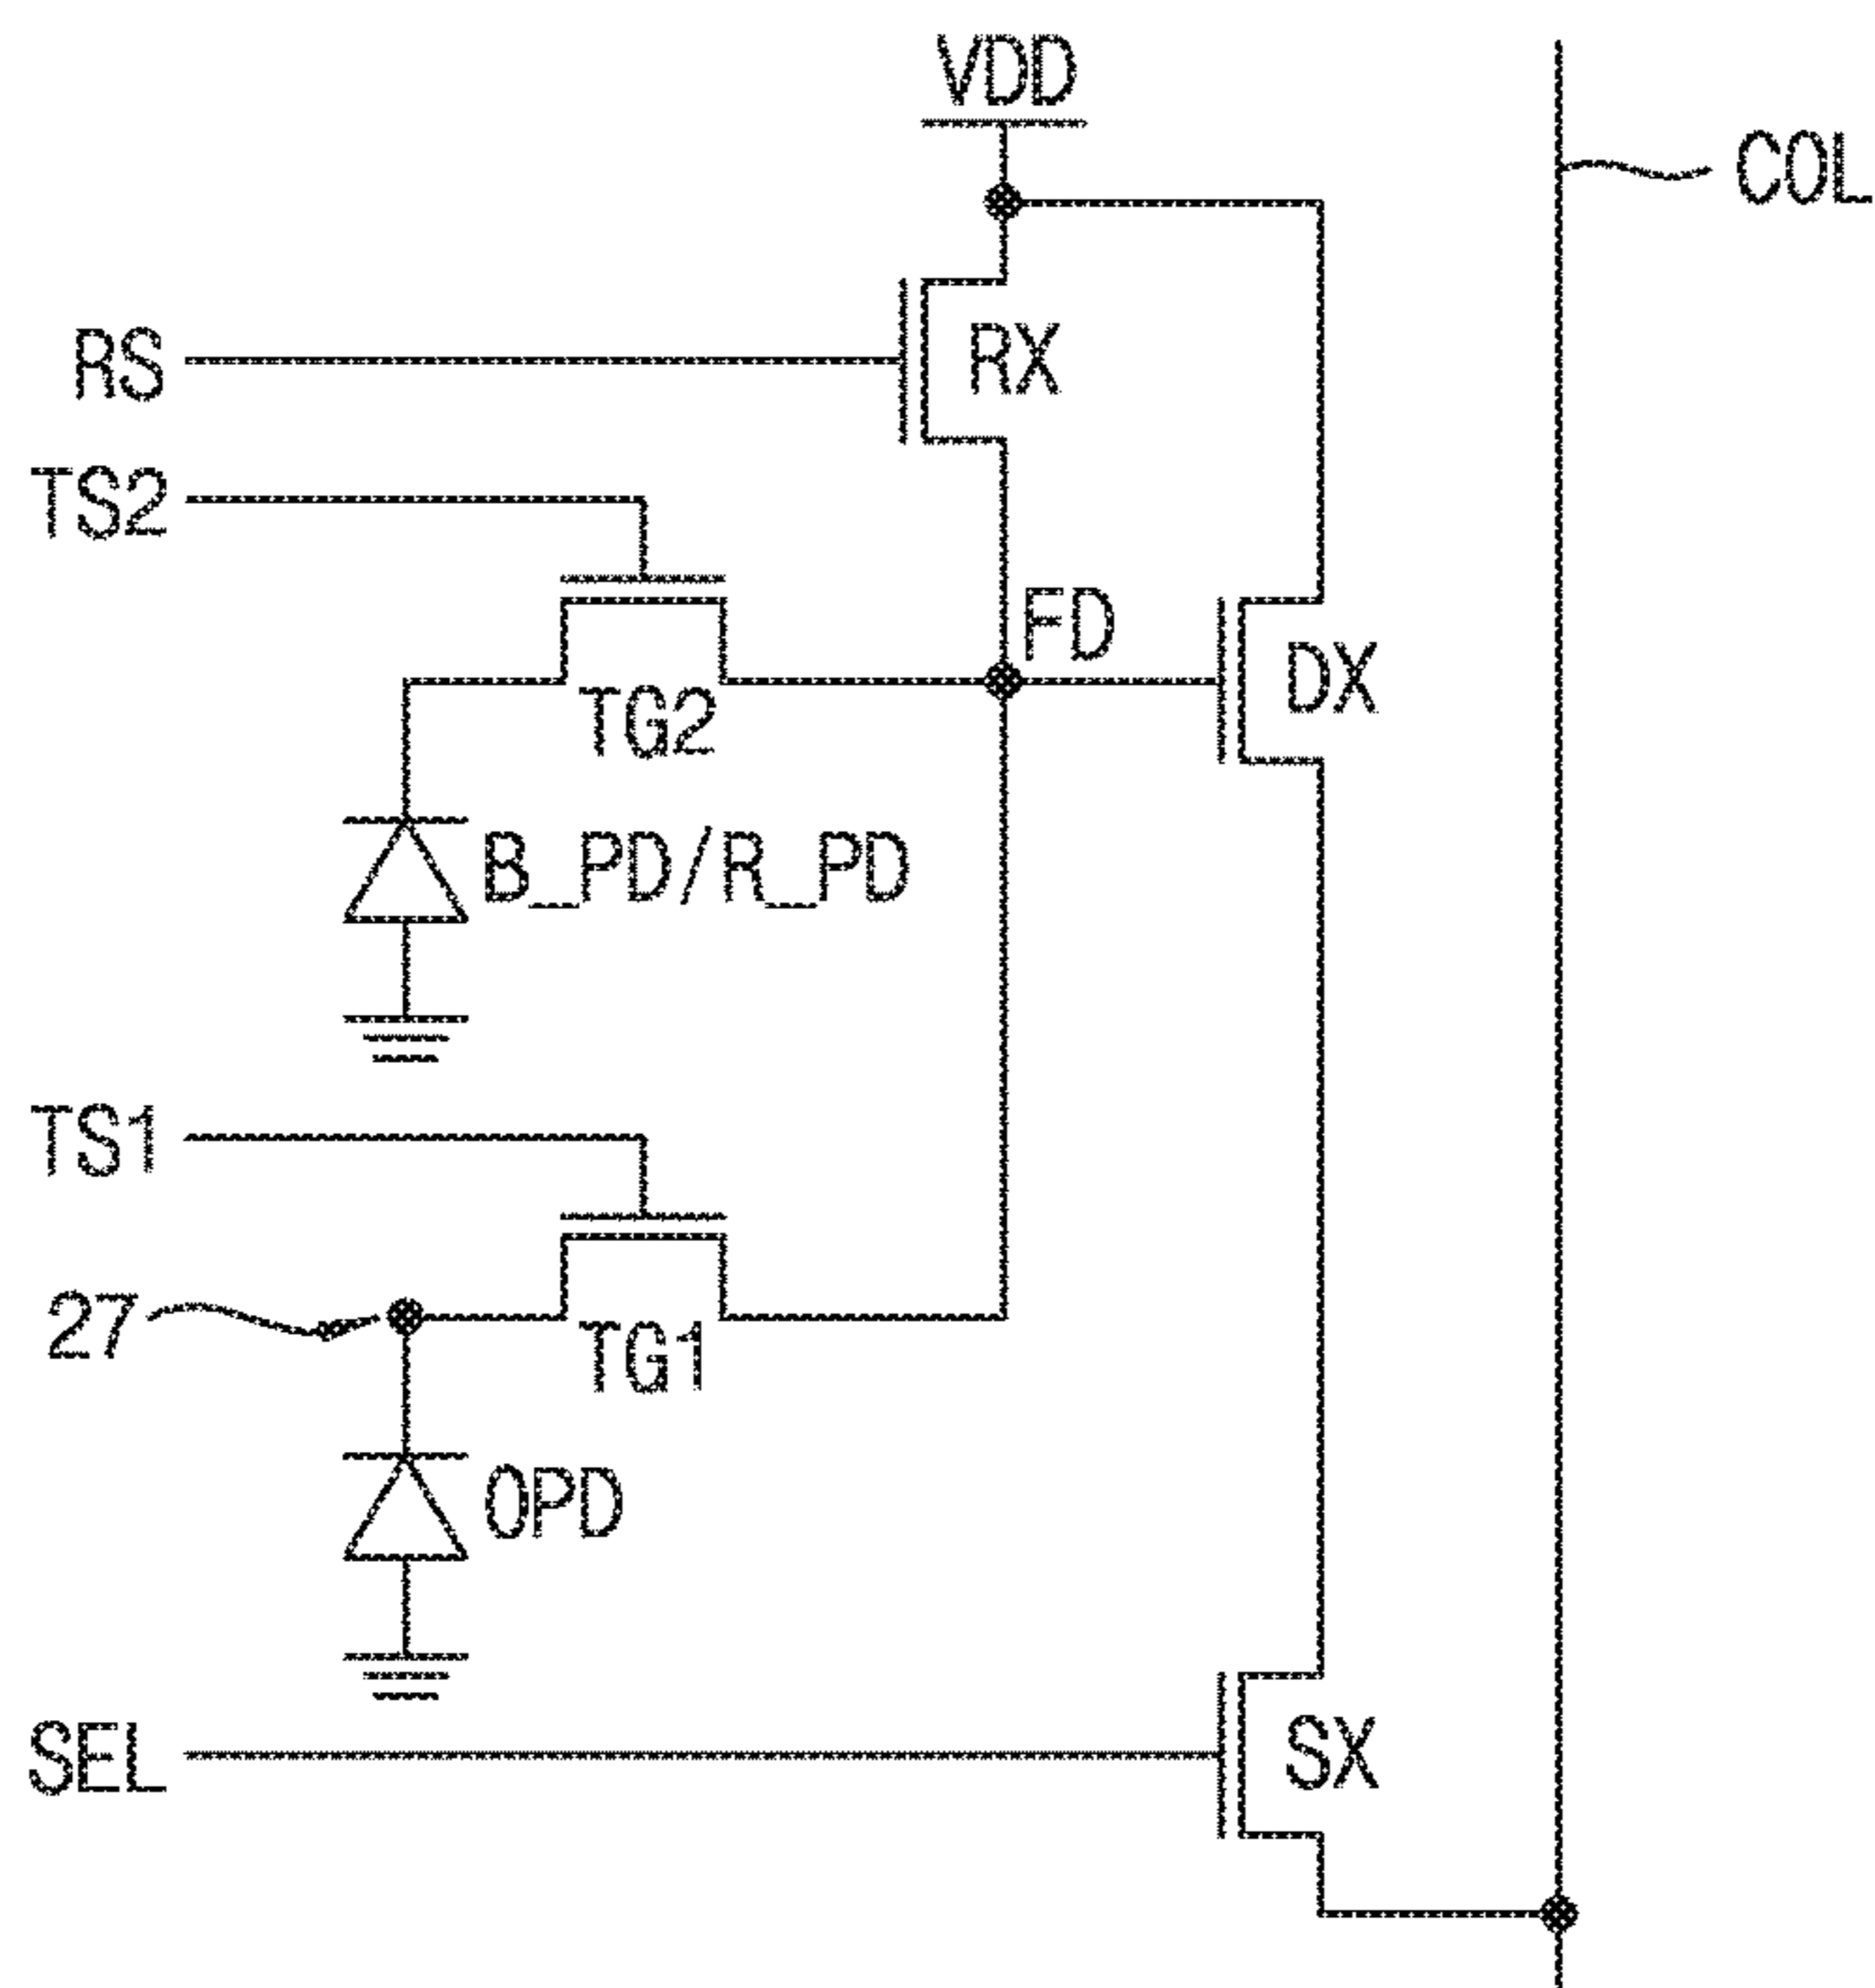 VDD
COL
RS
RX
TS2
FD
DX
TG2
B_PD/R_PD
TS1
27
TG1
OPD
SEL
SX